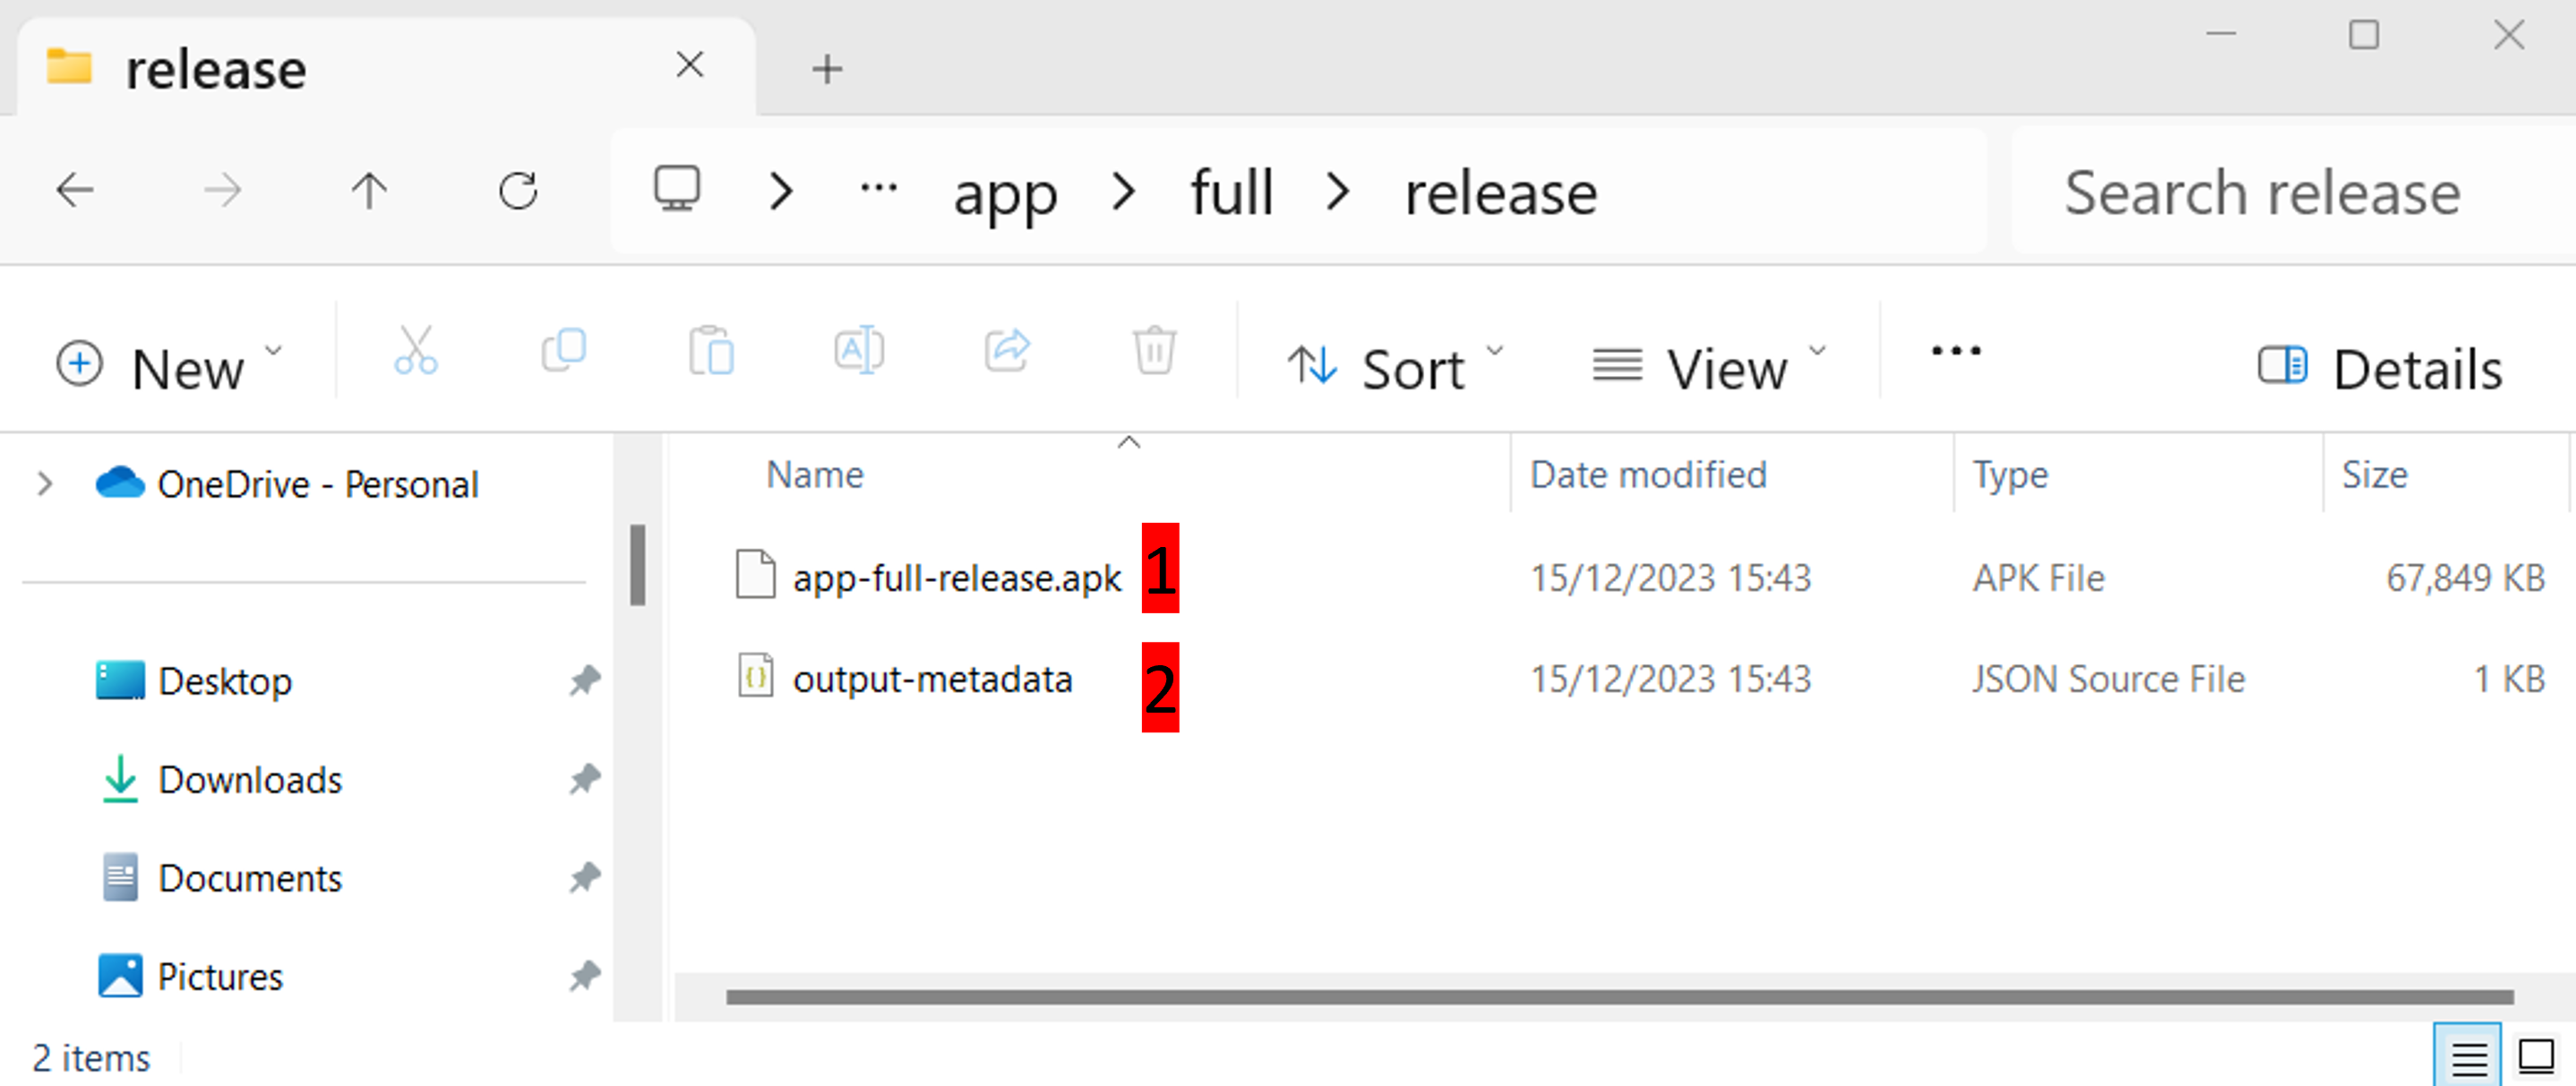 release
app full release
Search release
New
Sort
View
Details
OneDrive - Personal
Desktop
Downloads
Documents
Pictures
Name Date modified Type Size
app-full-release.apk 1 15/12/2023 15:43 APK File 67,849 KB
output-metadata 2 15/12/2023 15:43 JSON Source File 1 KB
2 items